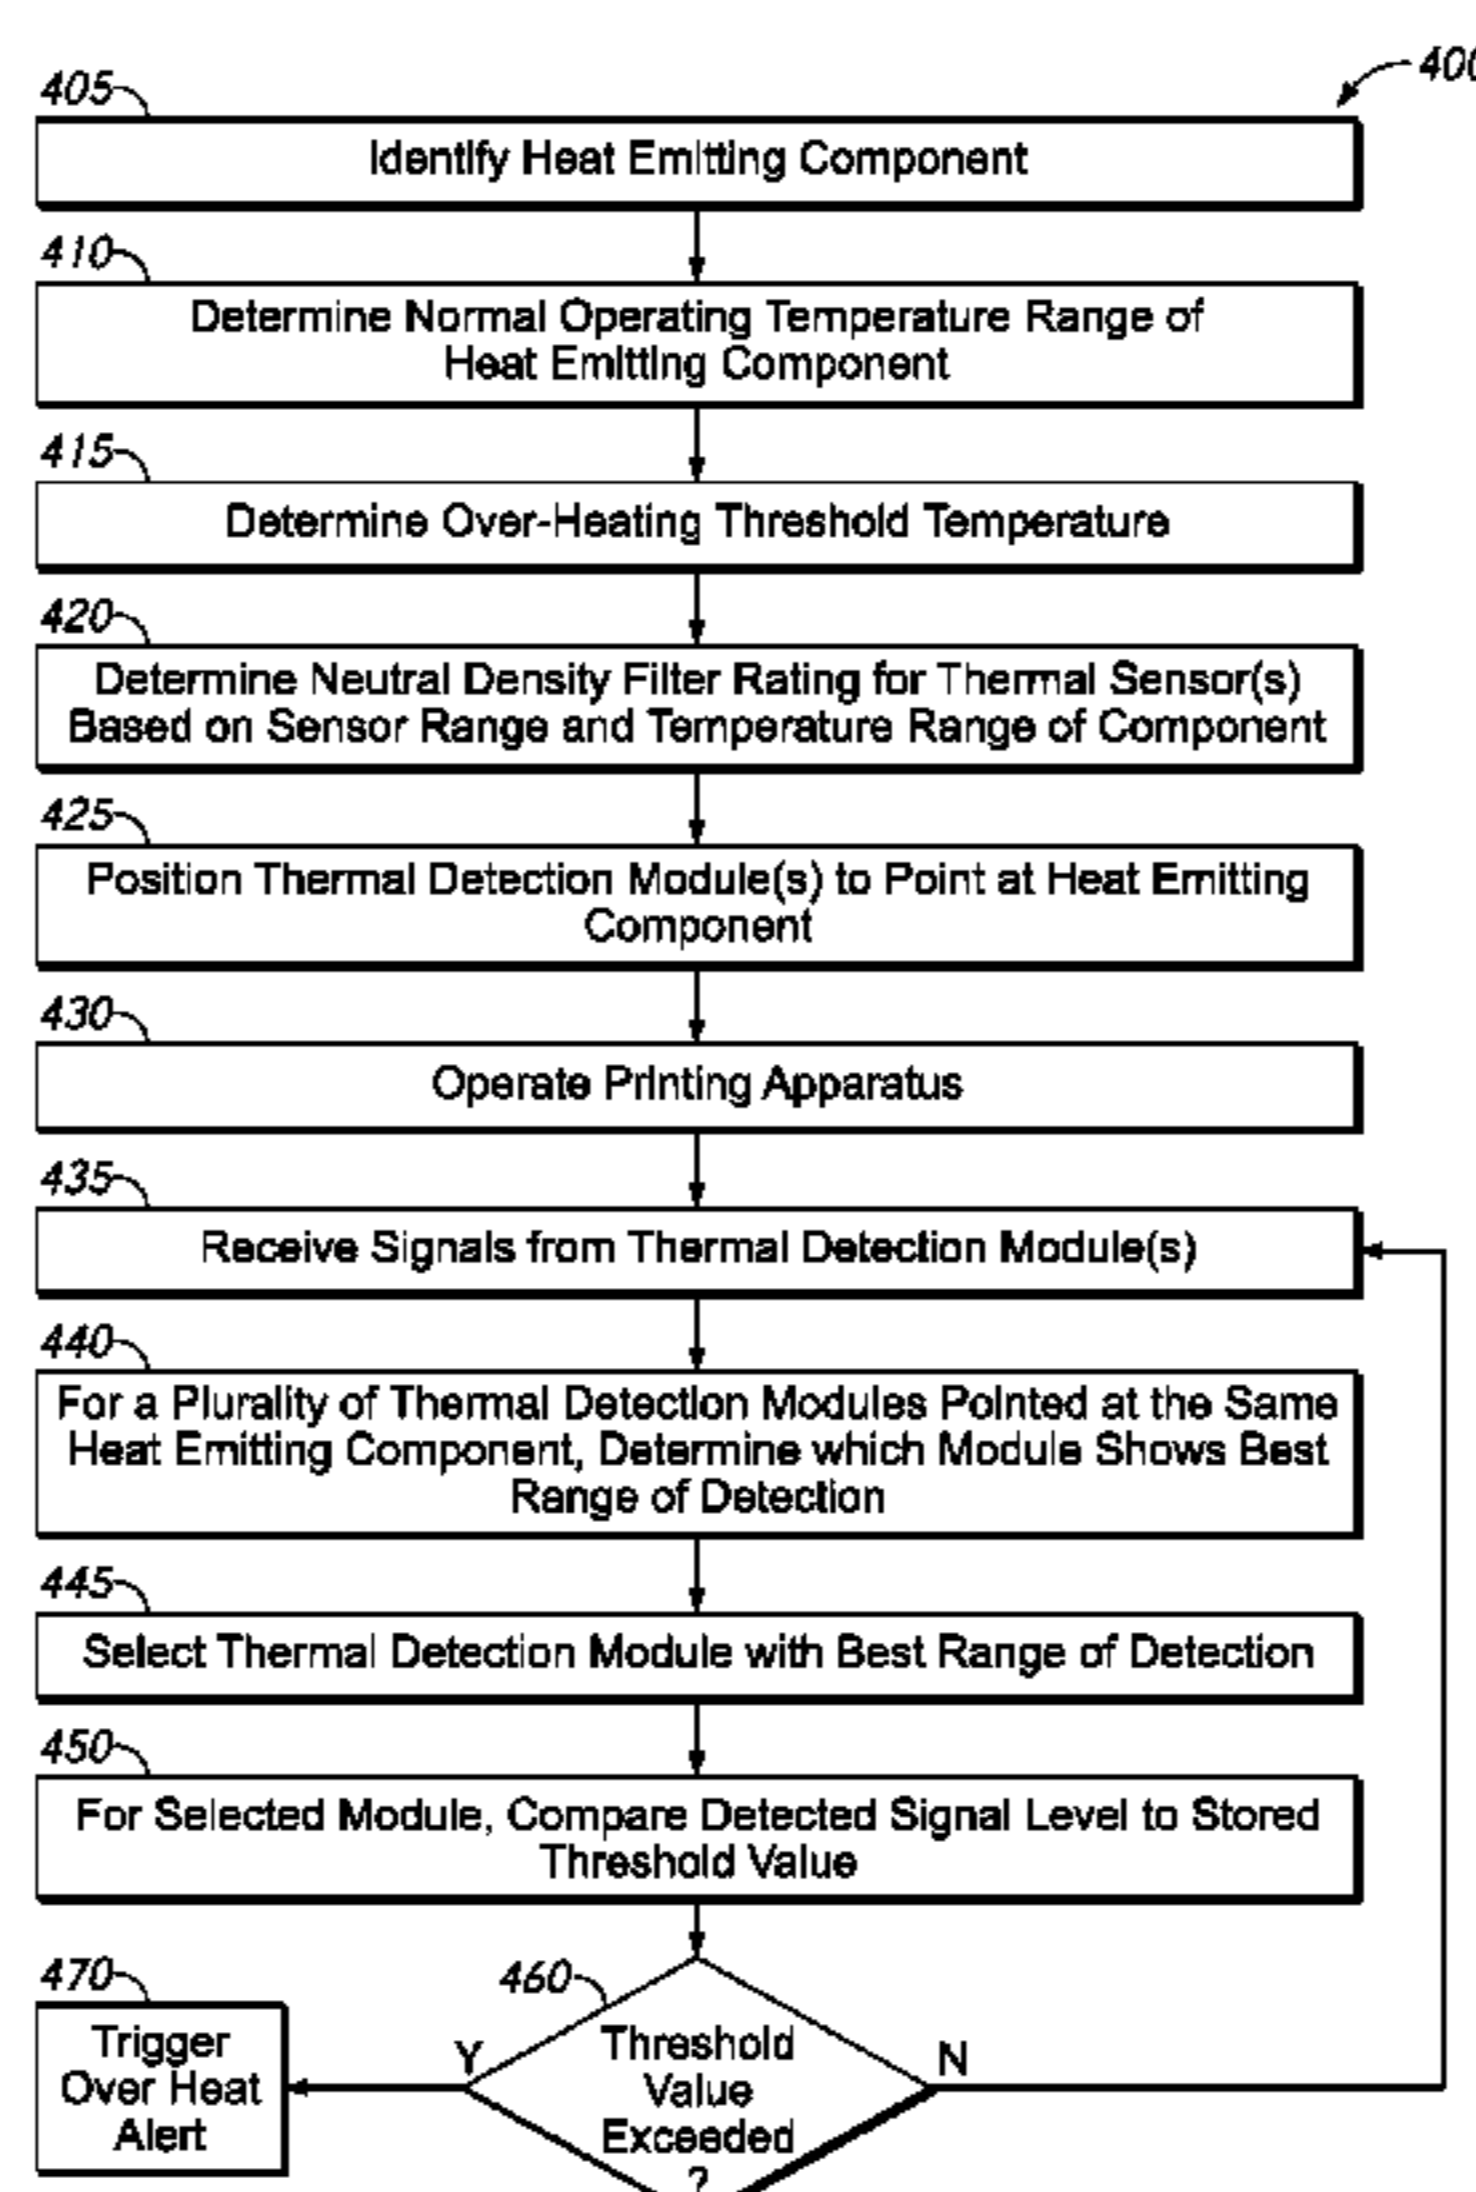 400
405
Identify Heat Emitting Component
410
Determine Normal Operating Temperature Range of
Heat Emitting Component
415
Determine Over-Heating Threshold Temperature
420
Determine Neutral Density Filter Rating for Thermal Sensor(s)
Based on Sensor Range and Temperature Range of Component
425
Position Thermal Detection Module(s) to Point at Heat Emitting
Component
430
Operate Printing Apparatus
435
Receive Signals from Thermal Detection Module(s)
440
For a Plurality of Thermal Detection Modules Pointed at the Same
Heat Emitting Component, Determine which Module Shows Best
Range of Detection
445
Select Thermal Detection Module with Best Range of Detection
450
For Selected Module, Compare Detected Signal Level to Stored
Threshold Value
470
Trigger
Over Heat
Alert
460
Y
Threshold
Value
Exceeded
?
N